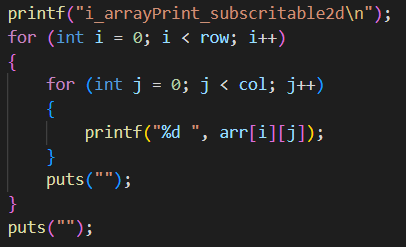 printf("i_arrayPrint_subscritable2d\n");
for (int i = 0; i < row; i++)
{
    for (int j = 0; j < col; j++)
    {
        printf("%d ", arr[i][j]);
    }
    puts("");
}
puts("");